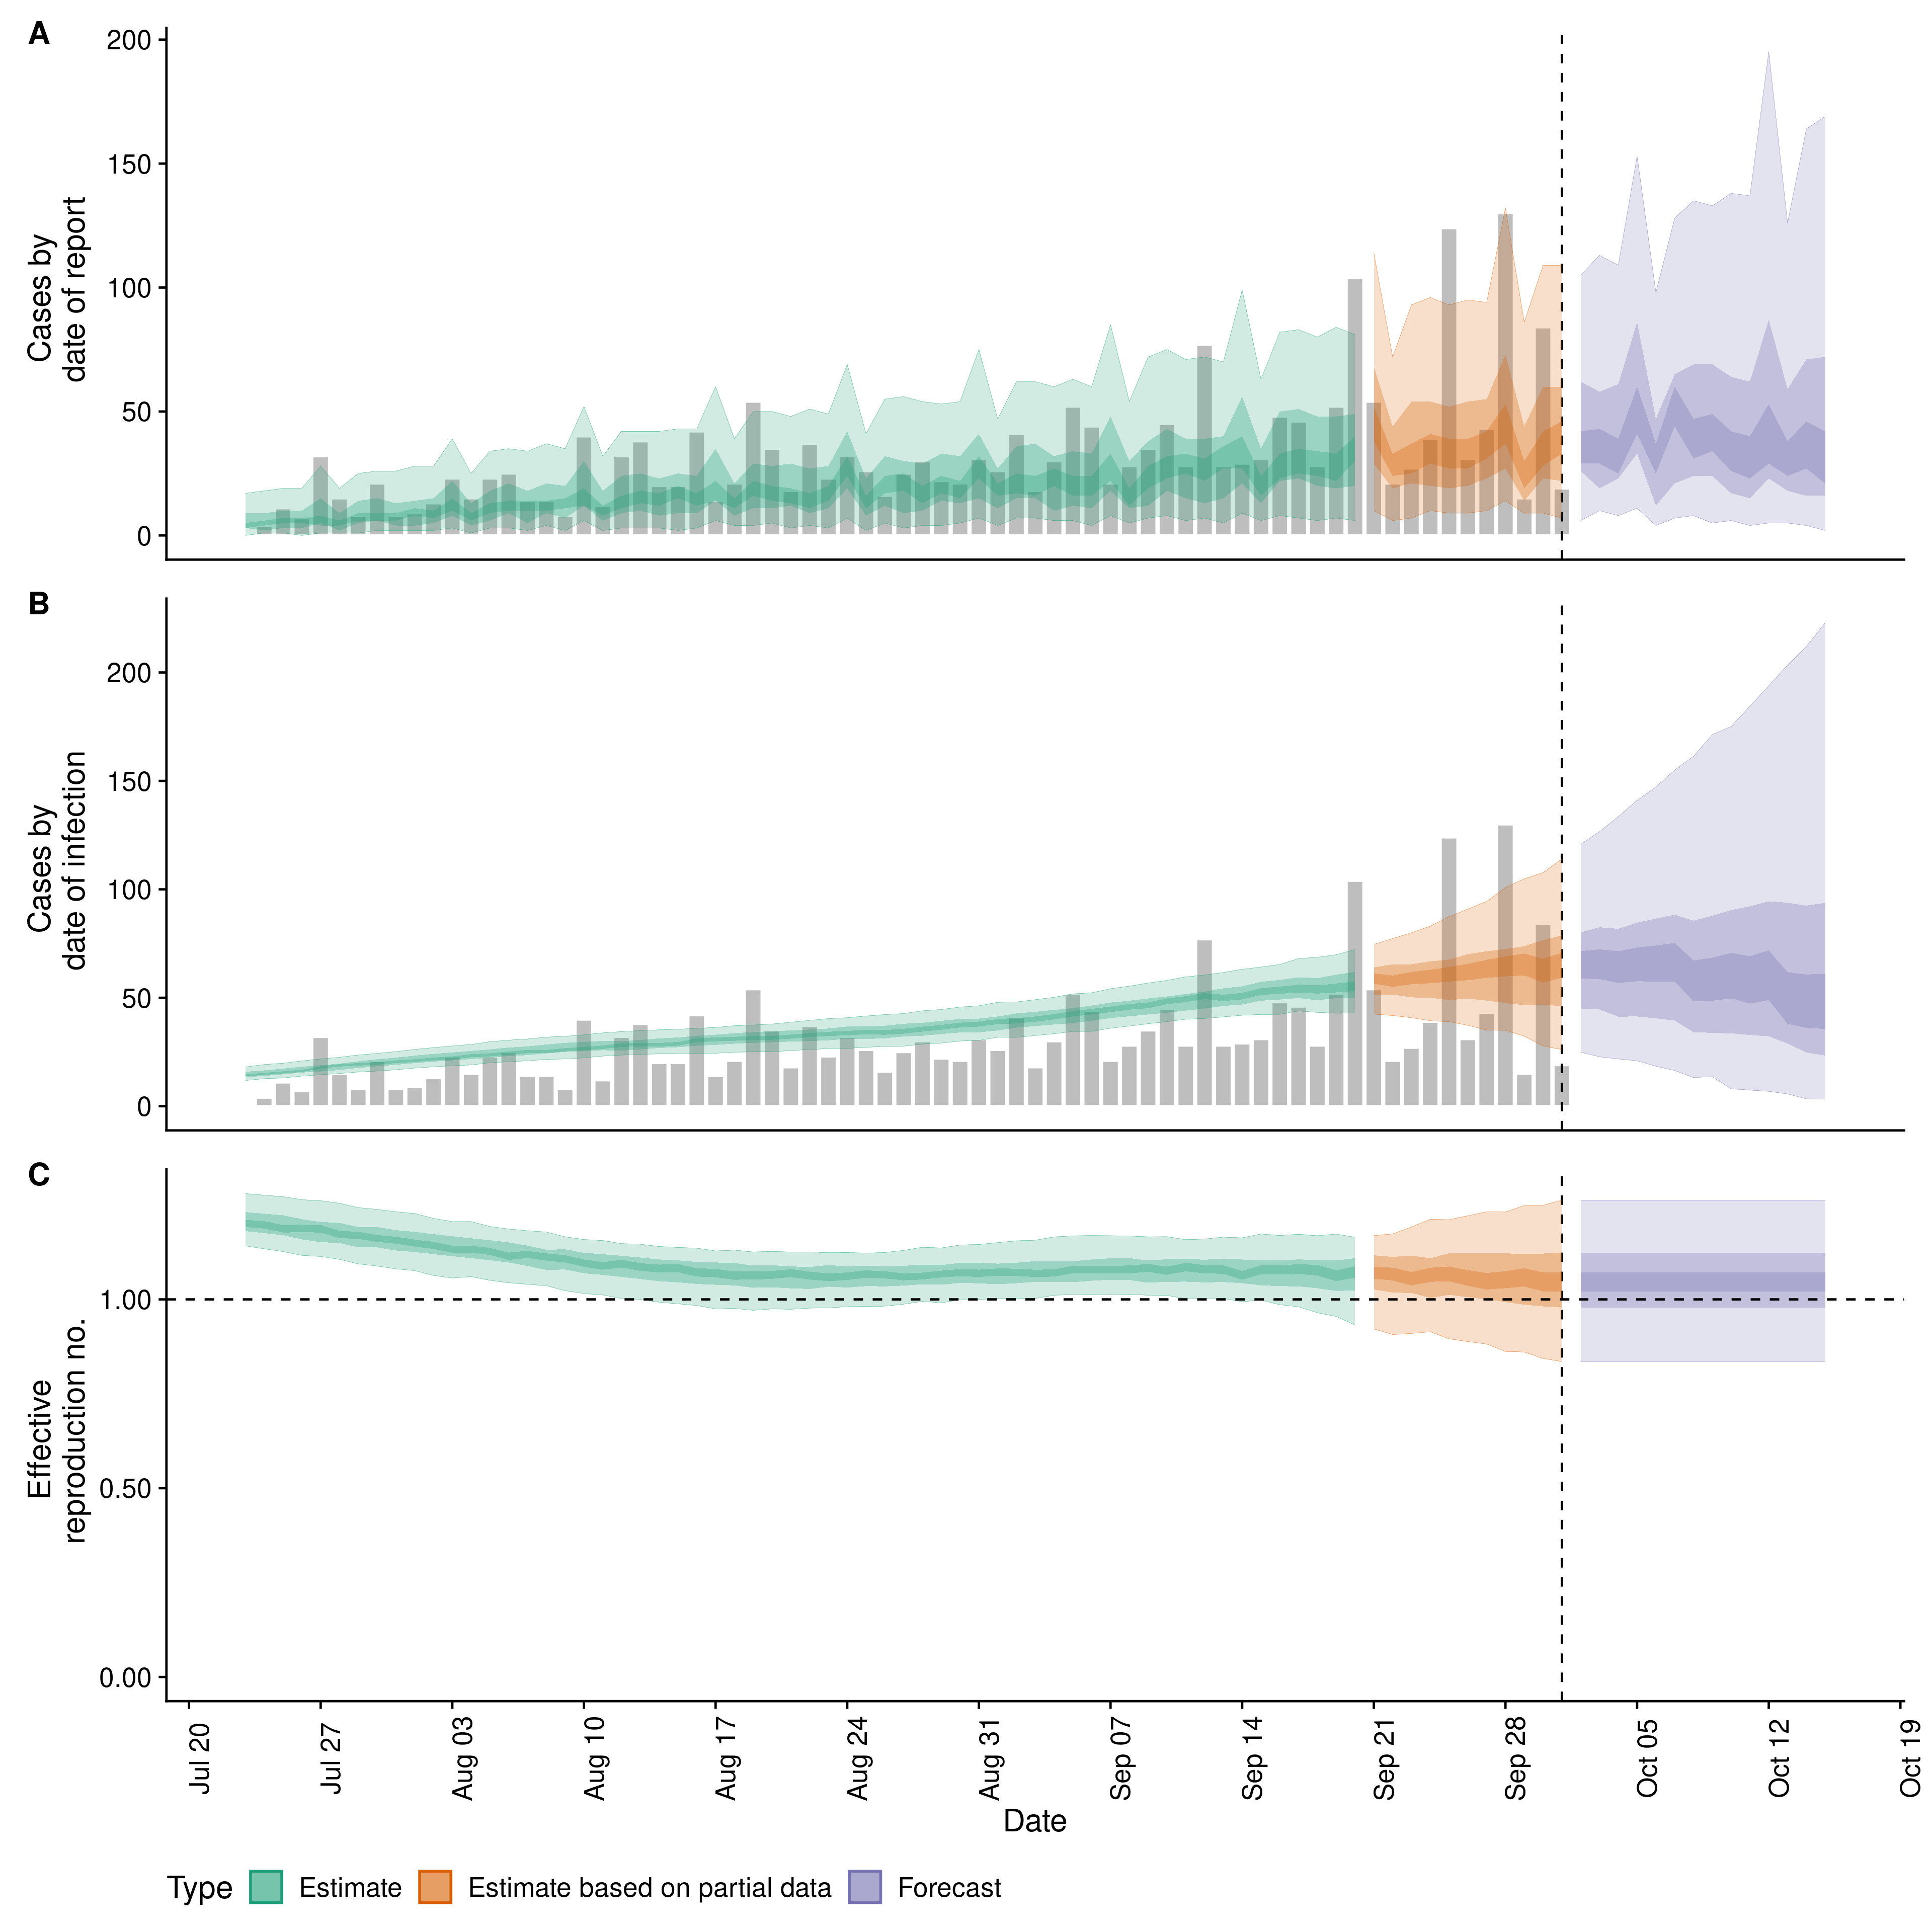 A
200
150
100
50
0
Cases by
date of report
B
200
150
100
50
0
Cases by
date of infection
C
1.00
0.50
0.00
Effective
reproduction no.
Jul 20
Jul 27
Aug 03
Aug 10
Aug 17
Aug 24
Aug 31
Sep 07
Sep 14
Sep 21
Sep 28
Oct 05
Oct 12
Oct 19
Date
Type Estimate Estimate based on partial data Forecast